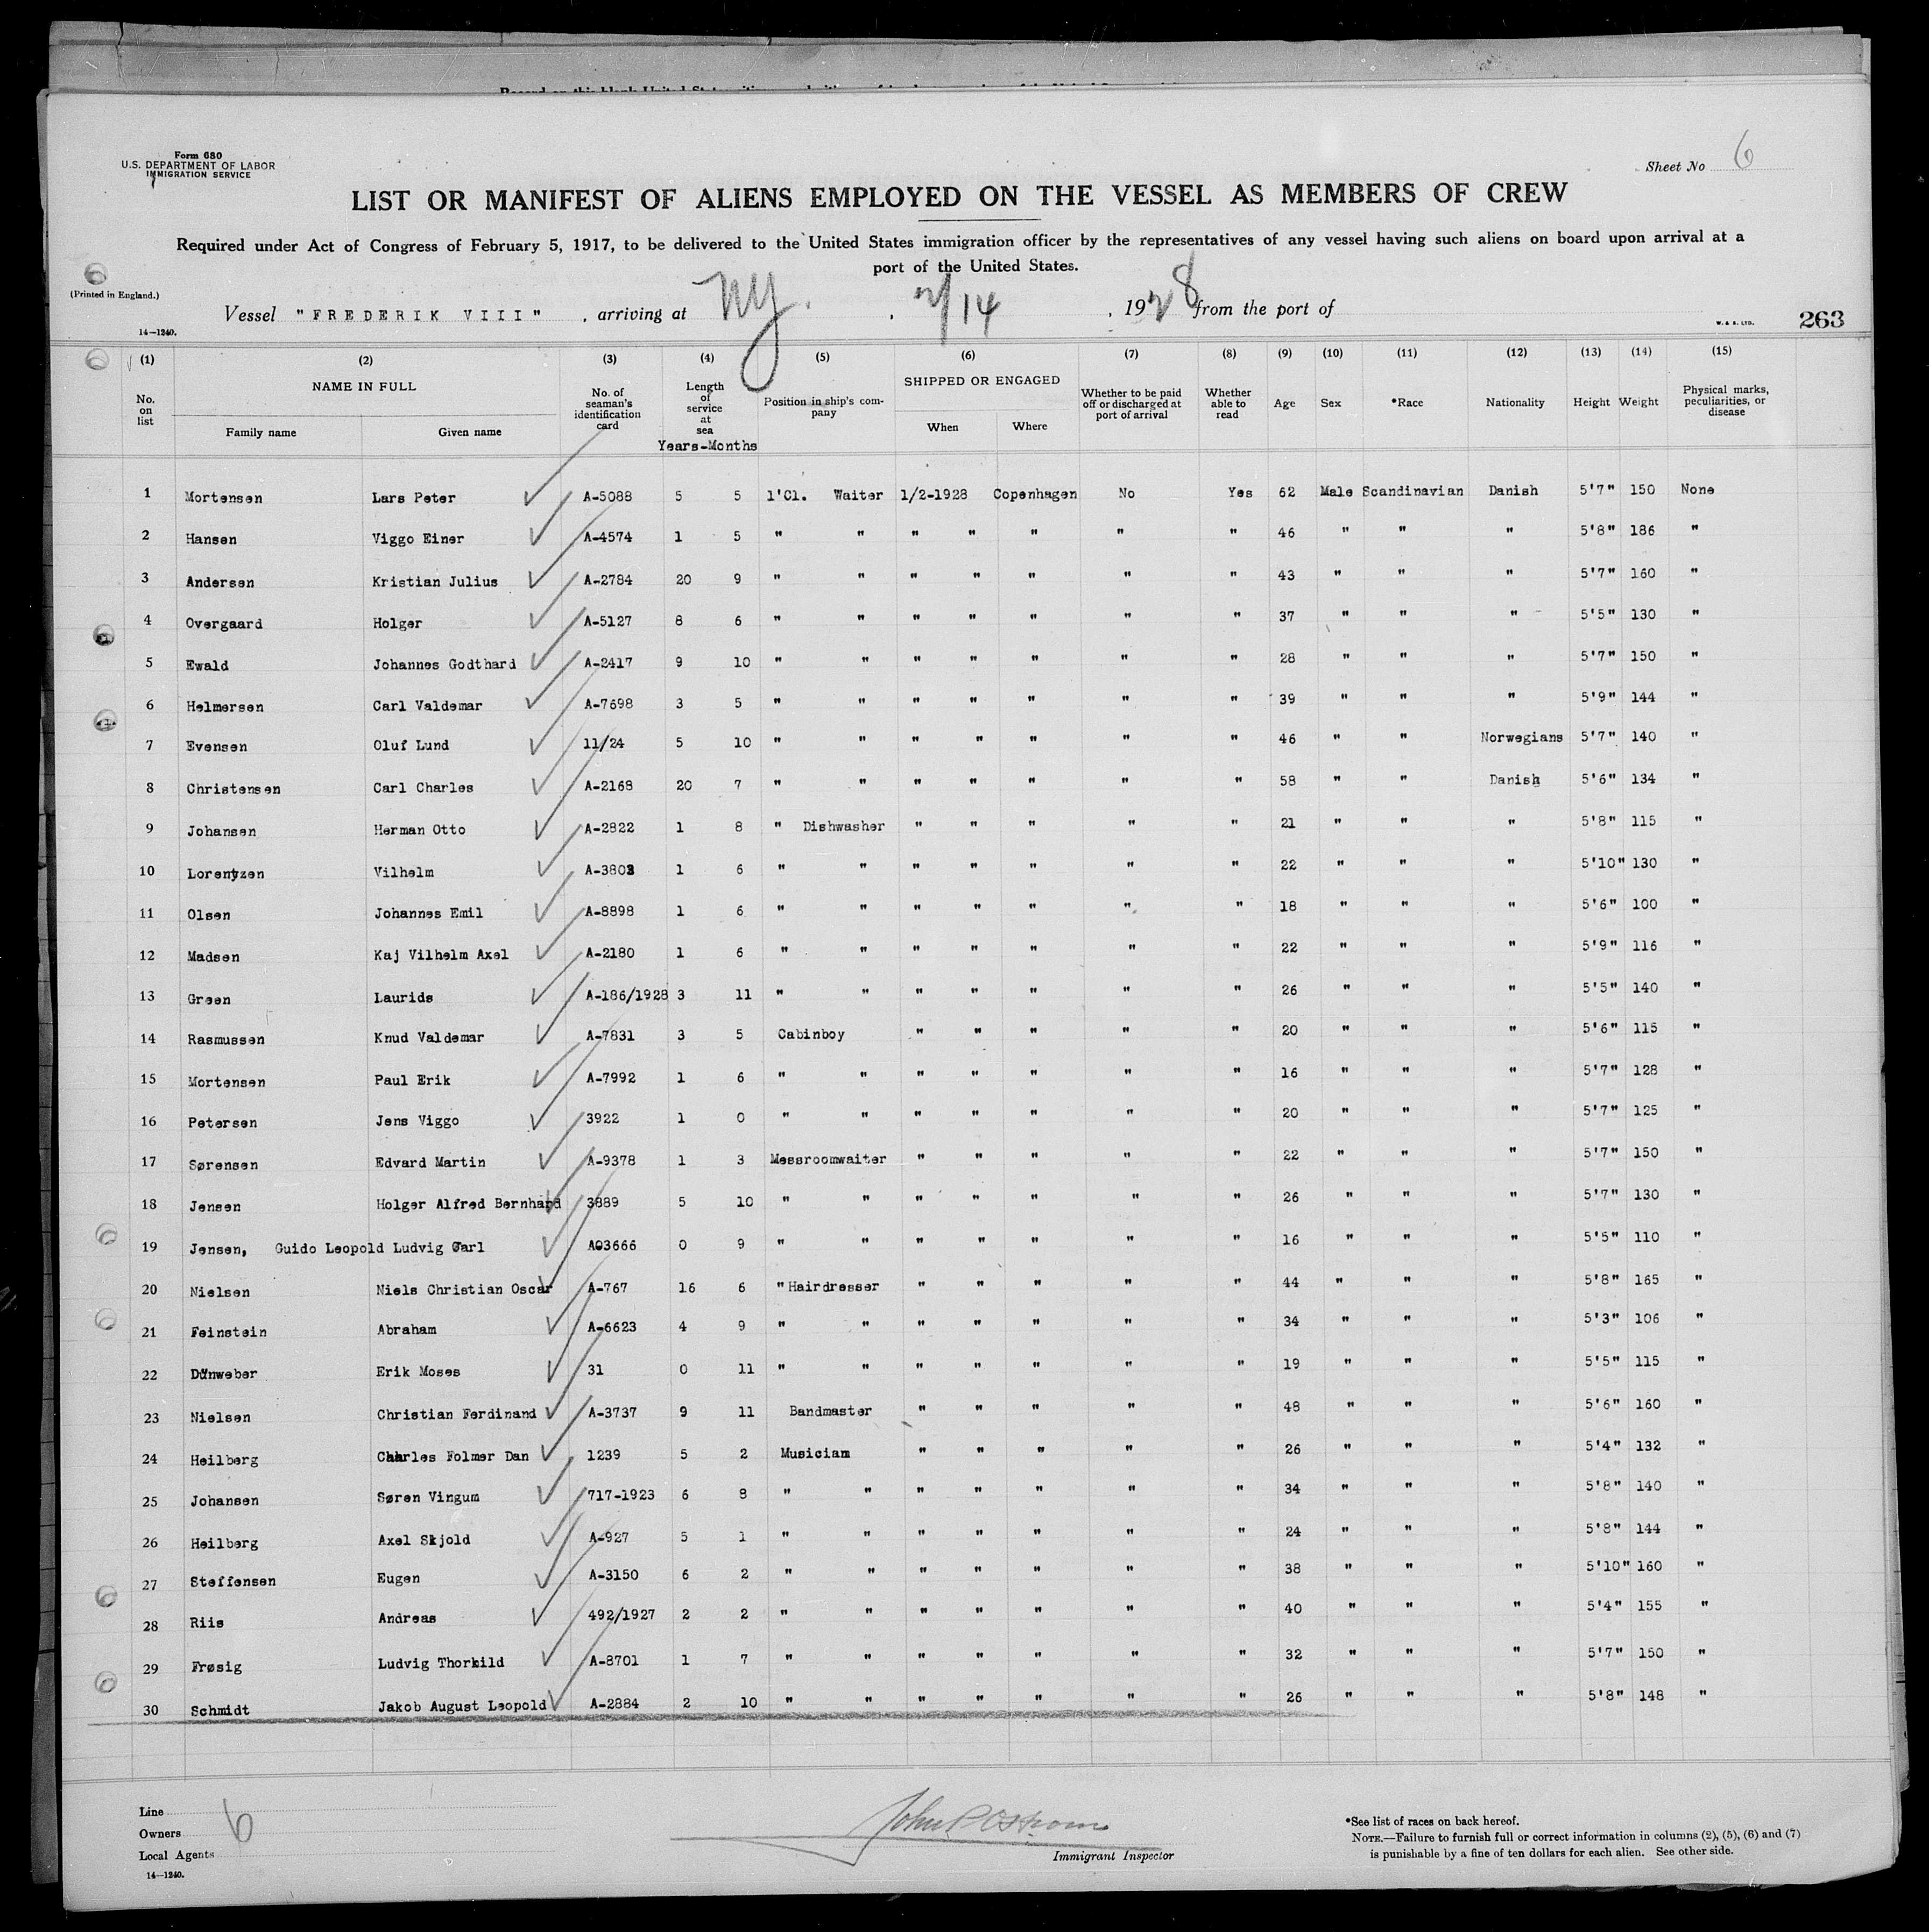 Form 680
U.S. DEPARTMENT OF LABOR
IMMIGRATION SERVICE
Sheet No 6
LIST OR MANIFEST OF ALIENS EMPLOYED ON THE VESSEL AS MEMBERS OF CREW
Required under Act of Congress of February 5, 1917, to be delivered to the United States immigration officer by the representatives of any vessel having such aliens on board upon arrival at a
port of the United States.
(Printed in England.)
Vessel "FREDERIK VIII" , arriving at NY. , 2/14 , 1928 from the port of
14—1240.
W. & S. LTD.
263
(1) (2) (3) (4) (5) (6) (7) (8) (9) (10) (11) (12) (13) (14) (15)
No. on list NAME IN FULL Family name Given name No. of seaman's identification card Length of service at sea Years-Months Position in ship's company SHIPPED OR ENGAGED When Where Whether to be paid off or discharged at port of arrival Whether able to read Age Sex *Race Nationality Height Weight Physical marks, peculiarities, or disease
1 Mortensen Lars Peter A-5088 5 5 1'Cl. Waiter 1/2-1928 Copenhagen No Yes 62 Male Scandinavian Danish 5'7" 150 None
2 Hansen Viggo Einer A-4574 1 5 " " " " " " " 46 " " " 5'8" 186 "
3 Andersen Kristian Julius A-2784 20 9 " " " " " " " 43 " " " 5'7" 160 "
4 Overgaard Holger A-5127 8 6 " " " " " " " 37 " " " 5'5" 130 "
5 Ewald Johannes Godthard A-2417 9 10 " " " " " " " 28 " " " 5'7" 150 "
6 Helmersen Carl Valdemar A-7698 3 5 " " " " " " " 39 " " " 5'9" 144 "
7 Evensen Oluf Lund 11/24 5 10 " " " " " " " 46 " " Norwegians 5'7" 140 "
8 Christensen Carl Charles A-2168 20 7 " " " " " " " 58 " " Danish 5'6" 134 "
9 Johansen Herman Otto A-2822 1 8 " Dishwasher " " " " " 21 " " " 5'8" 115 "
10 Lorentzen Vilhelm A-3803 1 6 " " " " " " " 22 " " " 5'10" 130 "
11 Olsen Johannes Emil A-8898 1 6 " " " " " " " 18 " " " 5'6" 100 "
12 Madsen Kaj Vilhelm Axel A-2180 1 6 " " " " " " " 22 " " " 5'9" 116 "
13 Green Laurids A-186/1928 3 11 " " " " " " " 26 " " " 5'5" 140 "
14 Rasmussen Knud Valdemar A-7831 3 5 Cabinboy " " " " " 20 " " " 5'6" 115 "
15 Mortensen Paul Erik A-7992 1 6 " " " " " " " 16 " " " 5'7" 128 "
16 Petersen Jens Viggo 3922 1 0 " " " " " " " 20 " " " 5'7" 125 "
17 Sørensen Edvard Martin A-9378 1 3 Messroomwaiter " " " " " 22 " " " 5'7" 150 "
18 Jensen Holger Alfred Bernhard 3889 5 10 " " " " " " " 26 " " " 5'7" 130 "
19 Jensen, Guido Leopold Ludvig Carl A03666 0 9 " " " " " " " 16 " " " 5'5" 110 "
20 Nielsen Niels Christian Oscar A-767 16 6 " Hairdresser " " " " " 44 " " " 5'8" 165 "
21 Feinstein Abraham A-6623 4 9 " " " " " " " 34 " " " 5'3" 106 "
22 Dünweber Erik Moses 31 0 11 " " " " " " " 19 " " " 5'5" 115 "
23 Nielsen Christian Ferdinand A-3737 9 11 Bandmaster " " " " " 48 " " " 5'6" 160 "
24 Heilberg Charles Folmer Dan 1239 5 2 Musician " " " " " 26 " " " 5'4" 132 "
25 Johansen Søren Vingum 717-1923 6 8 " " " " " " " 34 " " " 5'8" 140 "
26 Heilberg Axel Skjold A-927 5 1 " " " " " " " 24 " " " 5'8" 144 "
27 Steffensen Eugen A-3150 6 2 " " " " " " " 38 " " " 5'10" 160 "
28 Riis Andreas 492/1927 2 2 " " " " " " " 40 " " " 5'4" 155 "
29 Frøsig Ludvig Thorkild A-8701 1 7 " " " " " " " 32 " " " 5'7" 150 "
30 Schmidt Jakob August Leopold A-2884 2 10 " " " " " " " 26 " " " 5'8" 148 "
Line
Owners 6
Local Agents
14—1240.
John
Immigrant Inspector
*See list of races on back hereof.
NOTE.—Failure to furnish full or correct information in columns (2), (5), (6) and (7)
is punishable by a fine of ten dollars for each alien. See other side.